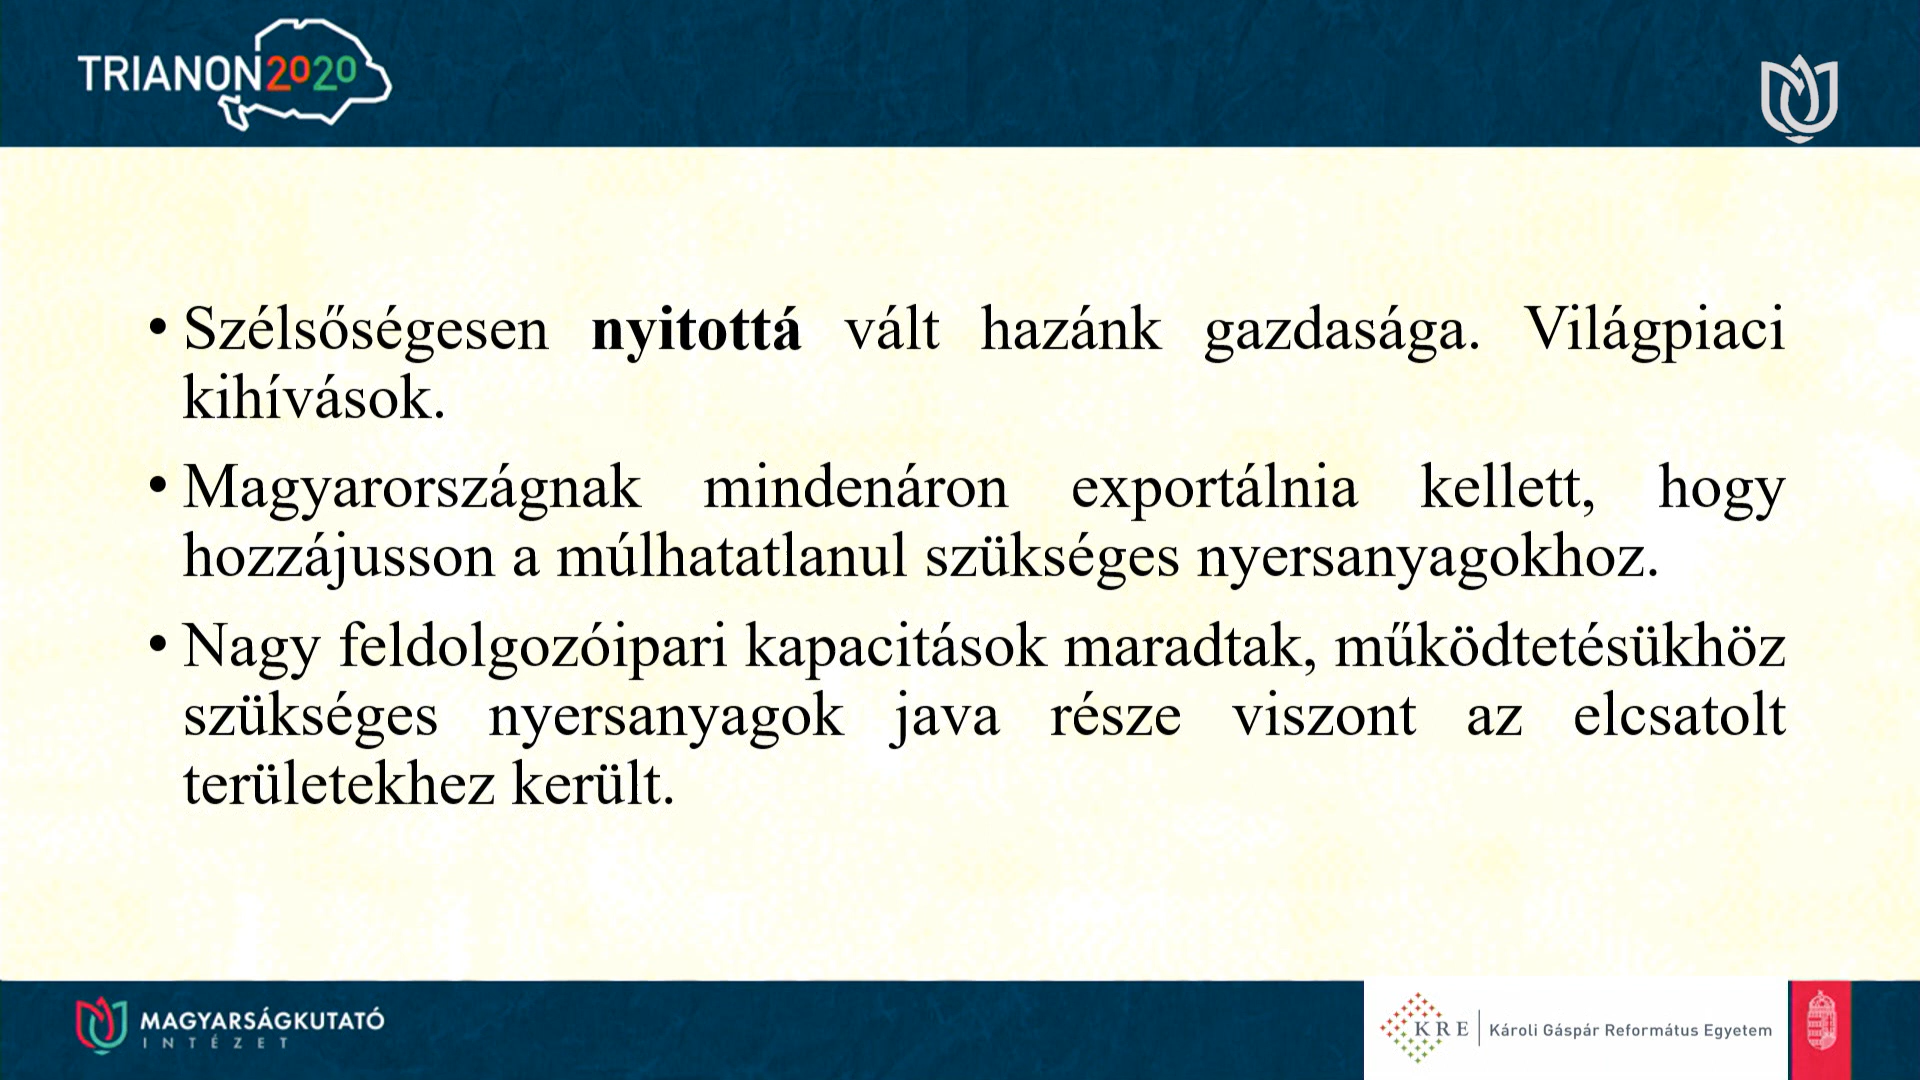 TRIANON2020
• Szélsőségesen nyitottá vált hazánk gazdasága. Világpiaci
kihívások.
• Magyarországnak mindenáron exportálnia kellett, hogy
hozzájusson a múlhatatlanul szükséges nyersanyagokhoz.
• Nagy feldolgozóipari kapacitások maradtak, működtetésükhöz
szükséges nyersanyagok java része viszont az elcsatolt
területekhez került.
MAGYARSÁGKUTATÓ
INTÉZET
KRE | Károli Gáspár Református Egyetem